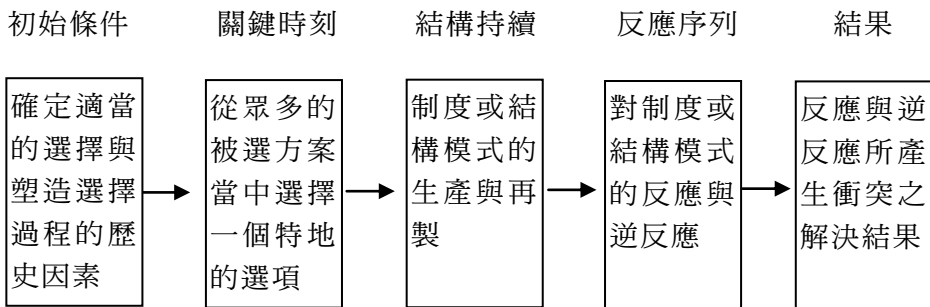 初始條件 關鍵時刻 結構持續 反應序列 結果
確定適當
的選擇與
塑造選擇
過程的歷
史因素
從眾多的
被選方案
當中選擇
一個特地
的選項
制度或結
構模式的
生產與再
製
對制度或
結構模式
的反應與
逆反應
反應與逆
反應所產
生衝突之
解決結果